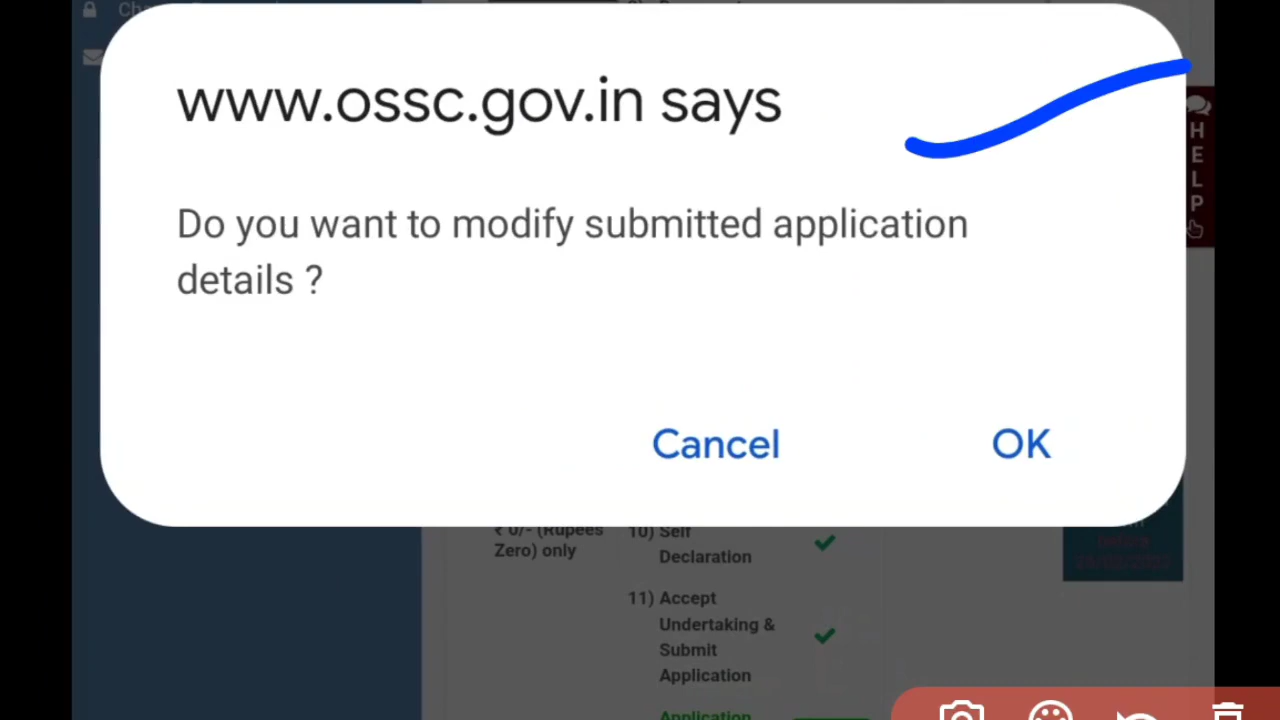 www.ossc.gov.in says
Do you want to modify submitted application
details ?
Cancel
OK
HELP
₹ 0/- (Rupees
Zero) only
10) Self
Declaration
11) Accept
Undertaking &
Submit
Application
Application